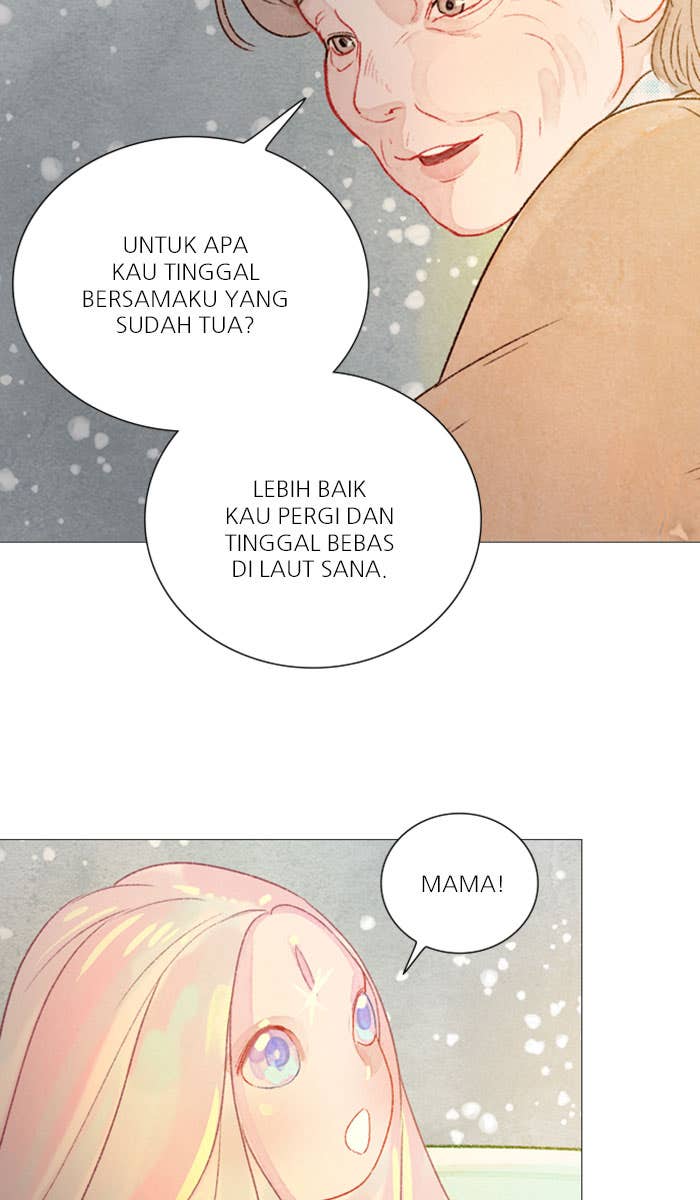 UNTUK APA
KAU TINGGAL
BERSAMAKU YANG
SUDAH TUA?
LEBIH BAIK
KAU PERGI DAN
TINGGAL BEBAS
DI LAUT SANA.
MAMA!